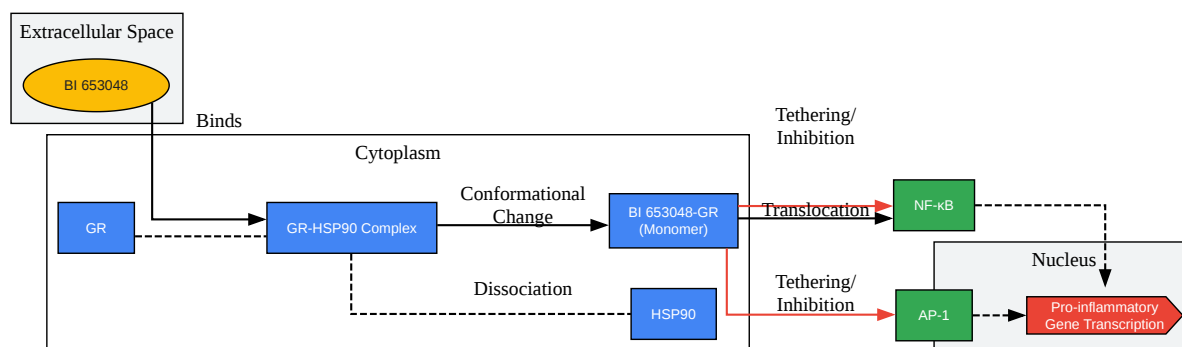 Extracellular Space
BI 653048
Binds
Cytoplasm
GR
GR-HSP90 Complex
Conformational
Change
BI 653048-GR
(Monomer)
Dissociation
HSP90
Tethering/
Inhibition
Translocation
NF-κB
Tethering/
Inhibition
AP-1
Nucleus
Pro-inflammatory
Gene Transcription